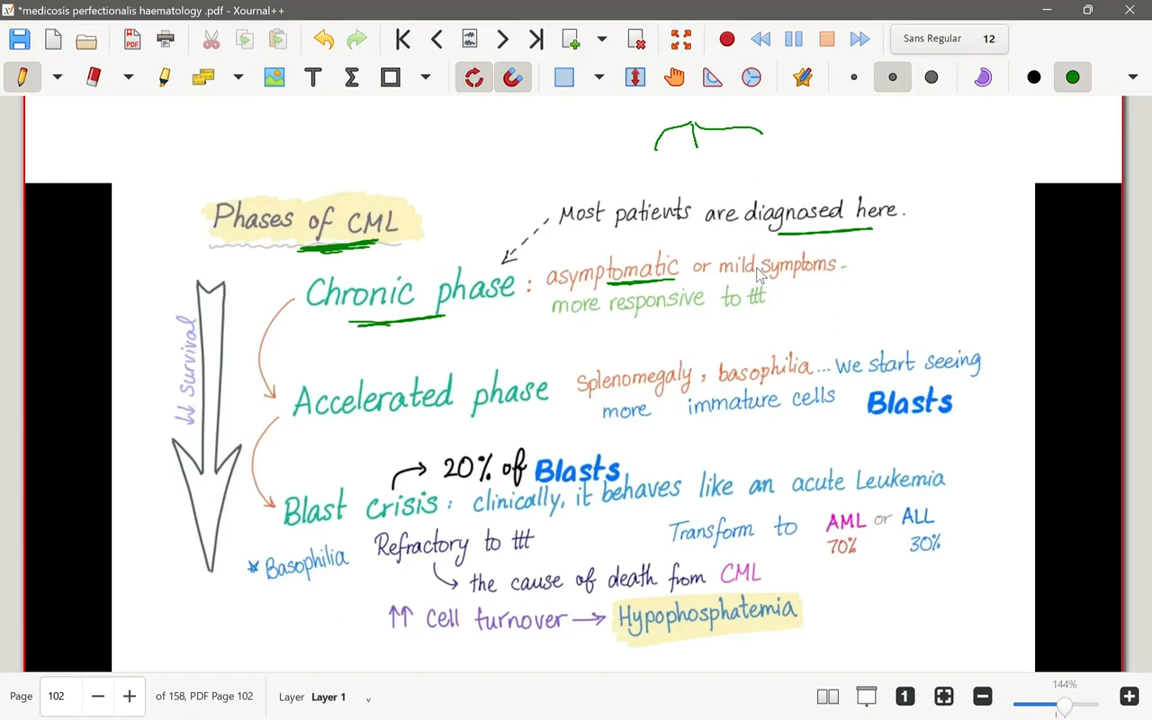 *medicosis perfectionalis haematology .pdf - Xournal++
Sans Regular 12
Phases of CML
Most patients are diagnosed here.
Chronic phase : asymptomatic or mild symptoms -
more responsive to ttt
↓↓ survival
Accelerated phase splenomegaly, basophilia... we start seeing
more immature cells Blasts
→ 20% of Blasts
Blast crisis : clinically, it behaves like an acute Leukemia
Transform to AML or ALL
70% 30%
* Basophilia Refractory to ttt
↳ the cause of death from CML
↑↑ cell turnover → Hypophosphatemia
Page 102 of 158, PDF Page 102 Layer Layer 1 144%